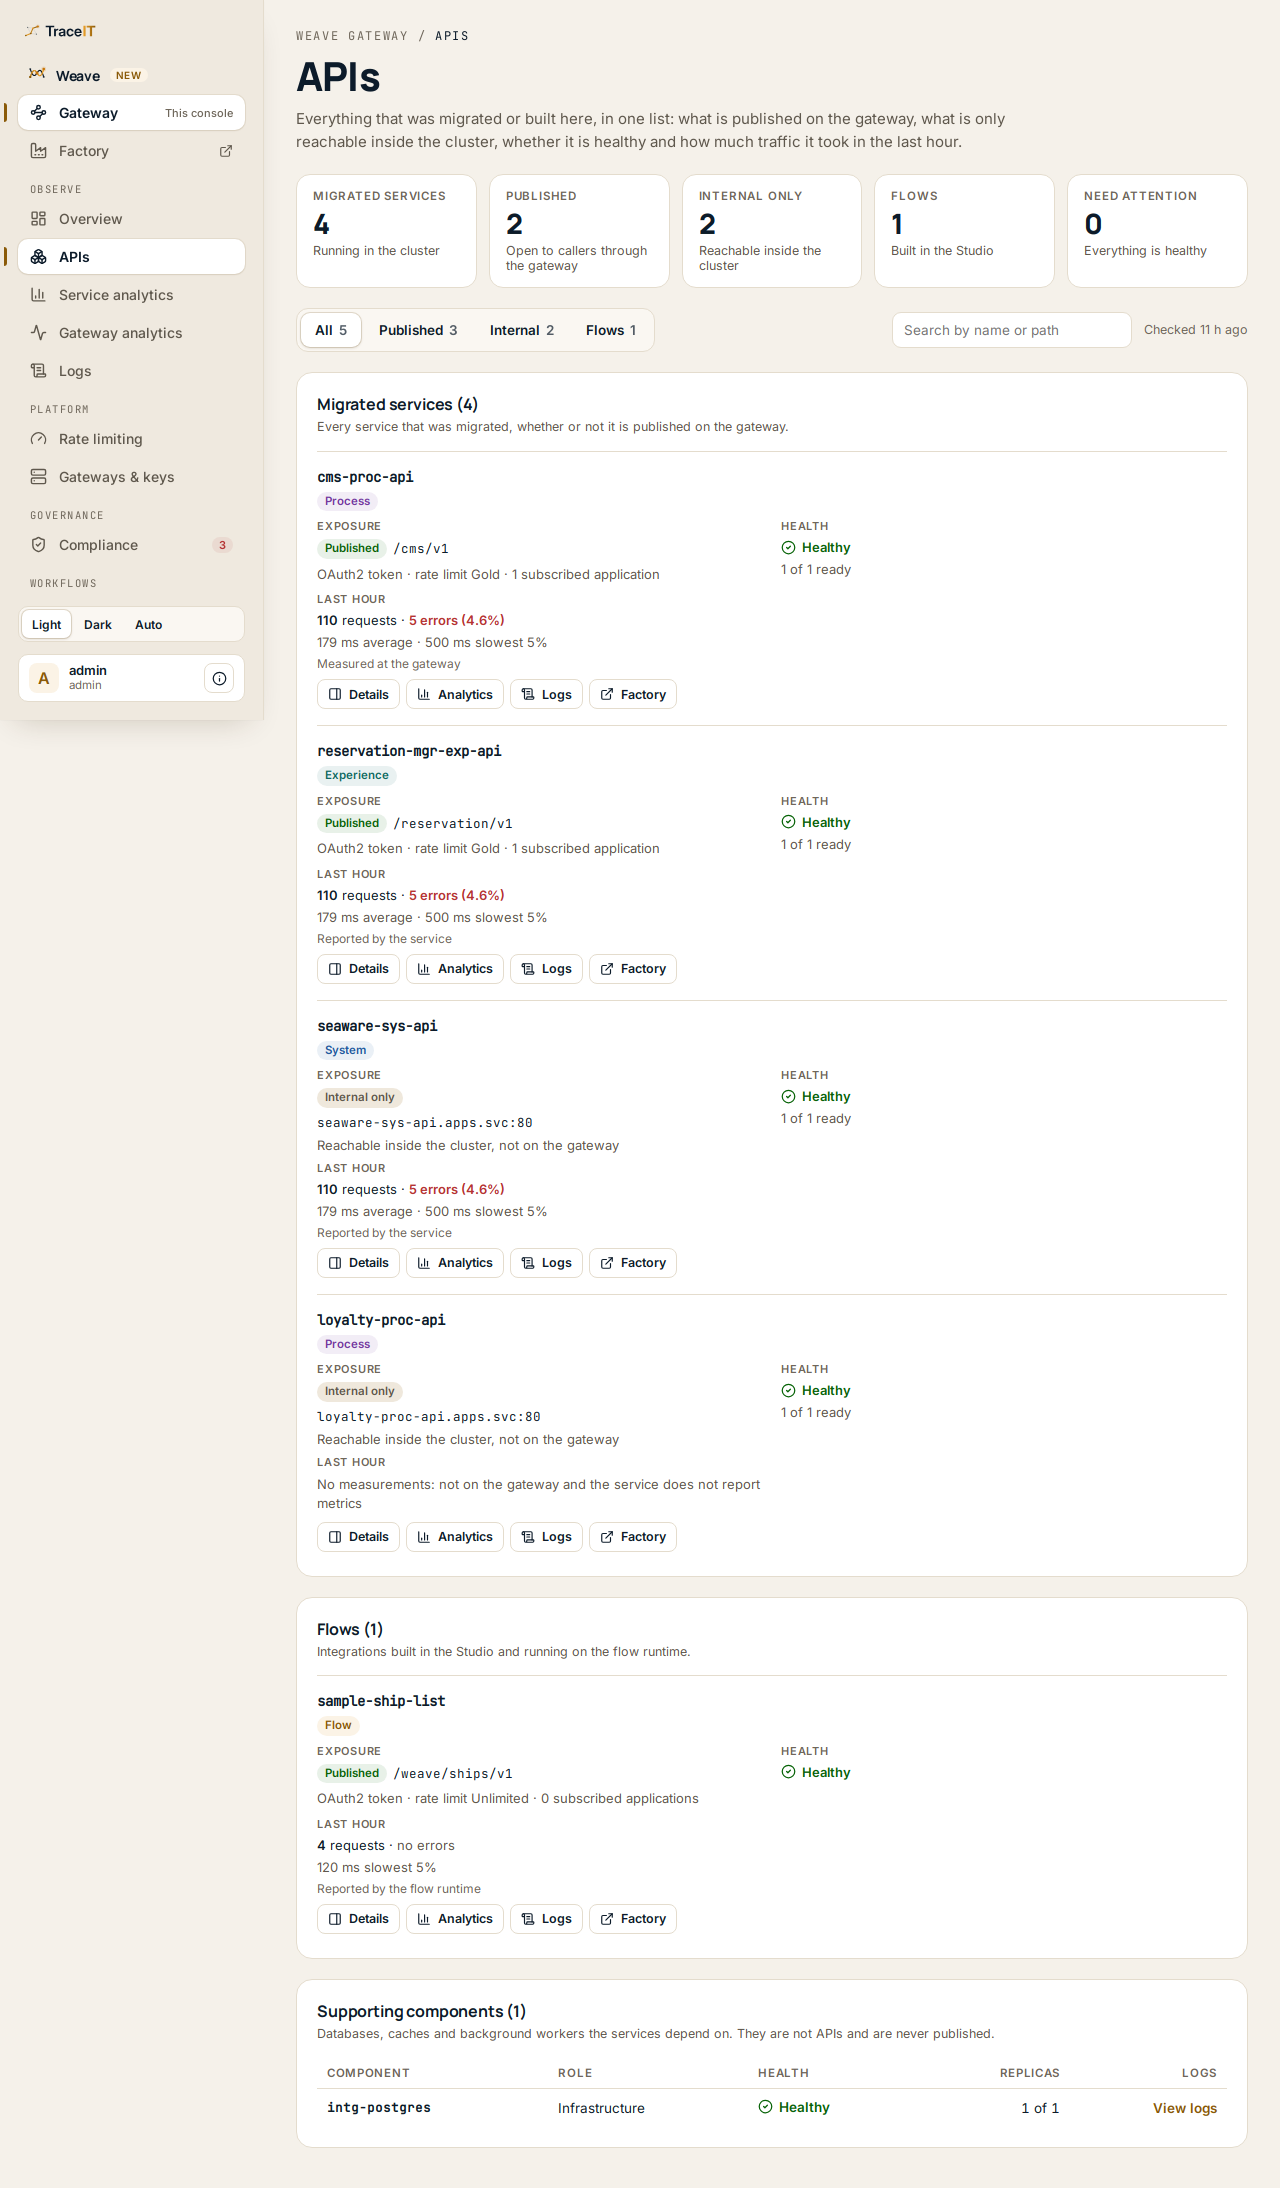 TraceIT
Weave NEW
Gateway This console
Factory
OBSERVE
Overview
APIs
Service analytics
Gateway analytics
Logs
PLATFORM
Rate limiting
Gateways & keys
GOVERNANCE
Compliance 3
WORKFLOWS
Light Dark Auto
A admin
admin
WEAVE GATEWAY / APIS
APIs
Everything that was migrated or built here, in one list: what is published on the gateway, what is only
reachable inside the cluster, whether it is healthy and how much traffic it took in the last hour.
MIGRATED SERVICES
4
Running in the cluster
PUBLISHED
2
Open to callers through
the gateway
INTERNAL ONLY
2
Reachable inside the
cluster
FLOWS
1
Built in the Studio
NEED ATTENTION
0
Everything is healthy
All 5 Published 3 Internal 2 Flows 1
Search by name or path
Checked 11 h ago
Migrated services (4)
Every service that was migrated, whether or not it is published on the gateway.
cms-proc-api
Process
EXPOSURE
Published /cms/v1
OAuth2 token · rate limit Gold · 1 subscribed application
HEALTH
Healthy
1 of 1 ready
LAST HOUR
110 requests · 5 errors (4.6%)
179 ms average · 500 ms slowest 5%
Measured at the gateway
Details Analytics Logs Factory
reservation-mgr-exp-api
Experience
EXPOSURE
Published /reservation/v1
OAuth2 token · rate limit Gold · 1 subscribed application
HEALTH
Healthy
1 of 1 ready
LAST HOUR
110 requests · 5 errors (4.6%)
179 ms average · 500 ms slowest 5%
Reported by the service
Details Analytics Logs Factory
seaware-sys-api
System
EXPOSURE
Internal only
seaware-sys-api.apps.svc:80
Reachable inside the cluster, not on the gateway
HEALTH
Healthy
1 of 1 ready
LAST HOUR
110 requests · 5 errors (4.6%)
179 ms average · 500 ms slowest 5%
Reported by the service
Details Analytics Logs Factory
loyalty-proc-api
Process
EXPOSURE
Internal only
loyalty-proc-api.apps.svc:80
Reachable inside the cluster, not on the gateway
HEALTH
Healthy
1 of 1 ready
LAST HOUR
No measurements: not on the gateway and the service does not report
metrics
Details Analytics Logs Factory
Flows (1)
Integrations built in the Studio and running on the flow runtime.
sample-ship-list
Flow
EXPOSURE
Published /weave/ships/v1
OAuth2 token · rate limit Unlimited · 0 subscribed applications
HEALTH
Healthy
LAST HOUR
4 requests · no errors
120 ms slowest 5%
Reported by the flow runtime
Details Analytics Logs Factory
Supporting components (1)
Databases, caches and background workers the services depend on. They are not APIs and are never published.
COMPONENT ROLE HEALTH REPLICAS LOGS
intg-postgres Infrastructure Healthy 1 of 1 View logs